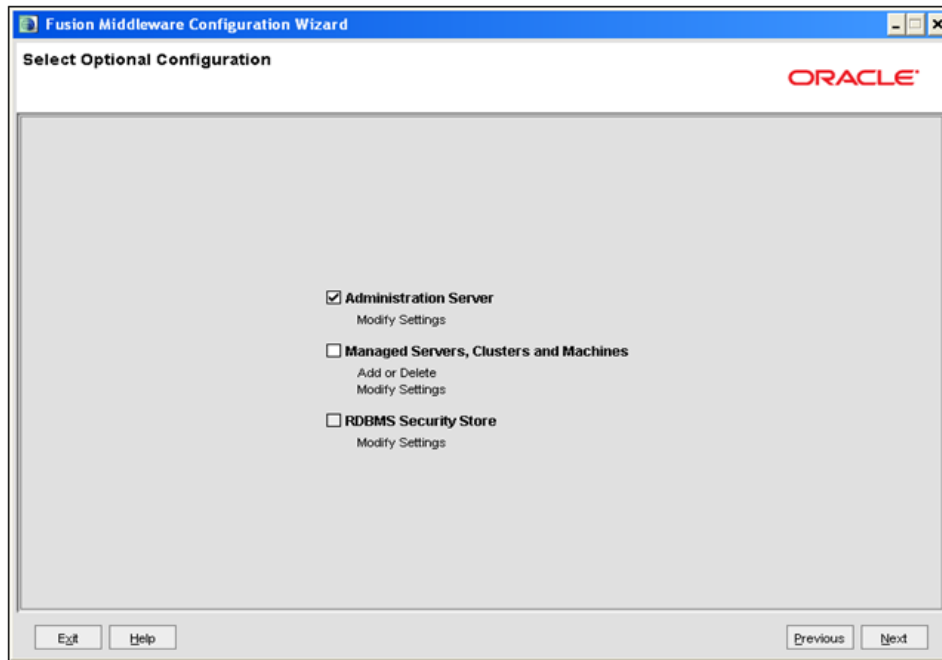 Fusion Middleware Configuration Wizard
Select Optional Configuration
ORACLE
Administration Server
Modify Settings
Managed Servers, Clusters and Machines
Add or Delete
Modify Settings
RDBMS Security Store
Modify Settings
Exit Help Previous Next